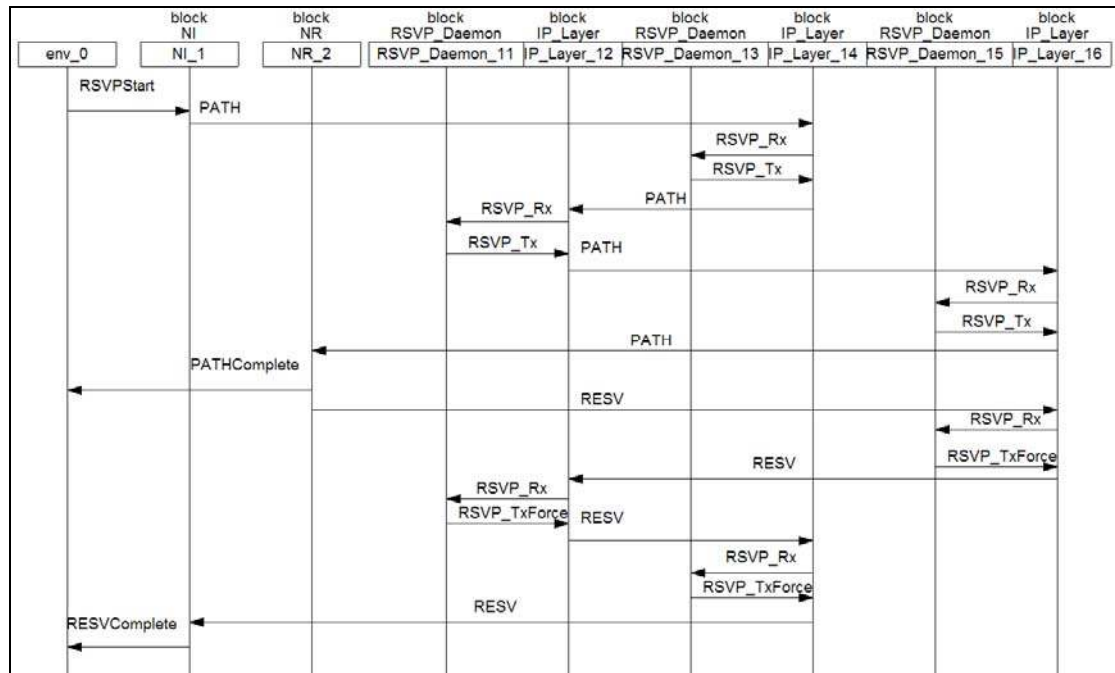 block block block block block block block block
NI NR RSVP_Daemon IP_Layer RSVP_Daemon IP_Layer RSVP_Daemon IP_Layer
env_0 NI_1 NR_2 RSVP_Daemon_11 IP_Layer_12 RSVP_Daemon_13 IP_Layer_14 RSVP_Daemon_15 IP_Layer_16
RSVPStart
PATH
RSVP_Rx
RSVP_Tx
PATH
RSVP_Rx
RSVP_Tx PATH
RSVP_Rx
RSVP_Tx
PATH
PATHComplete
RESV
RSVP_Rx
RSVP_TxForce
RESV
RSVP_Rx
RSVP_TxForce RESV
RSVP_Rx
RSVP_TxForce
RESV
RESVComplete